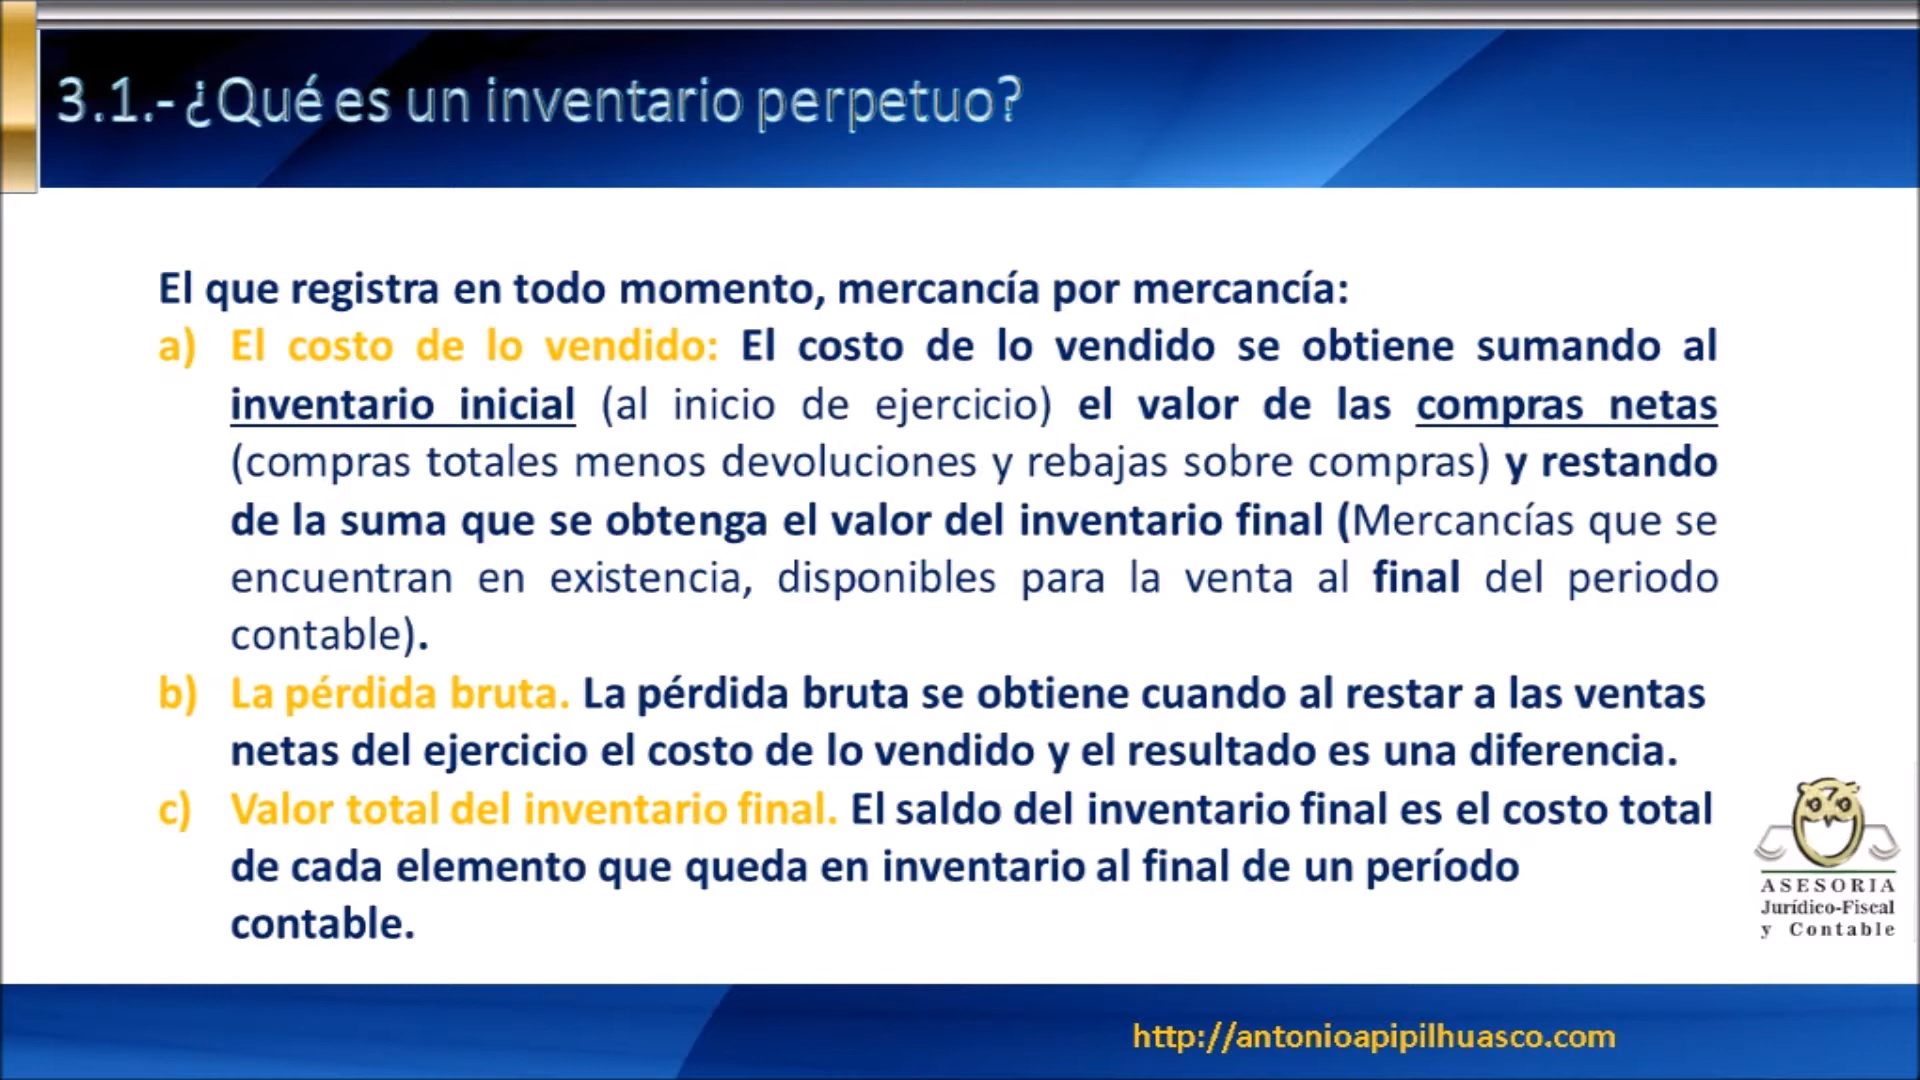 3.1.- ¿Qué es un inventario perpetuo?
El que registra en todo momento, mercancía por mercancía:
a) El costo de lo vendido: El costo de lo vendido se obtiene sumando al
inventario inicial (al inicio de ejercicio) el valor de las compras netas
(compras totales menos devoluciones y rebajas sobre compras) y restando
de la suma que se obtenga el valor del inventario final (Mercancías que se
encuentran en existencia, disponibles para la venta al final del periodo
contable).
b) La pérdida bruta. La pérdida bruta se obtiene cuando al restar a las ventas
netas del ejercicio el costo de lo vendido y el resultado es una diferencia.
c) Valor total del inventario final. El saldo del inventario final es el costo total
de cada elemento que queda en inventario al final de un período
contable.
ASESORIA
Jurídico-Fiscal
y Contable
http://antonioapipilhuasco.com